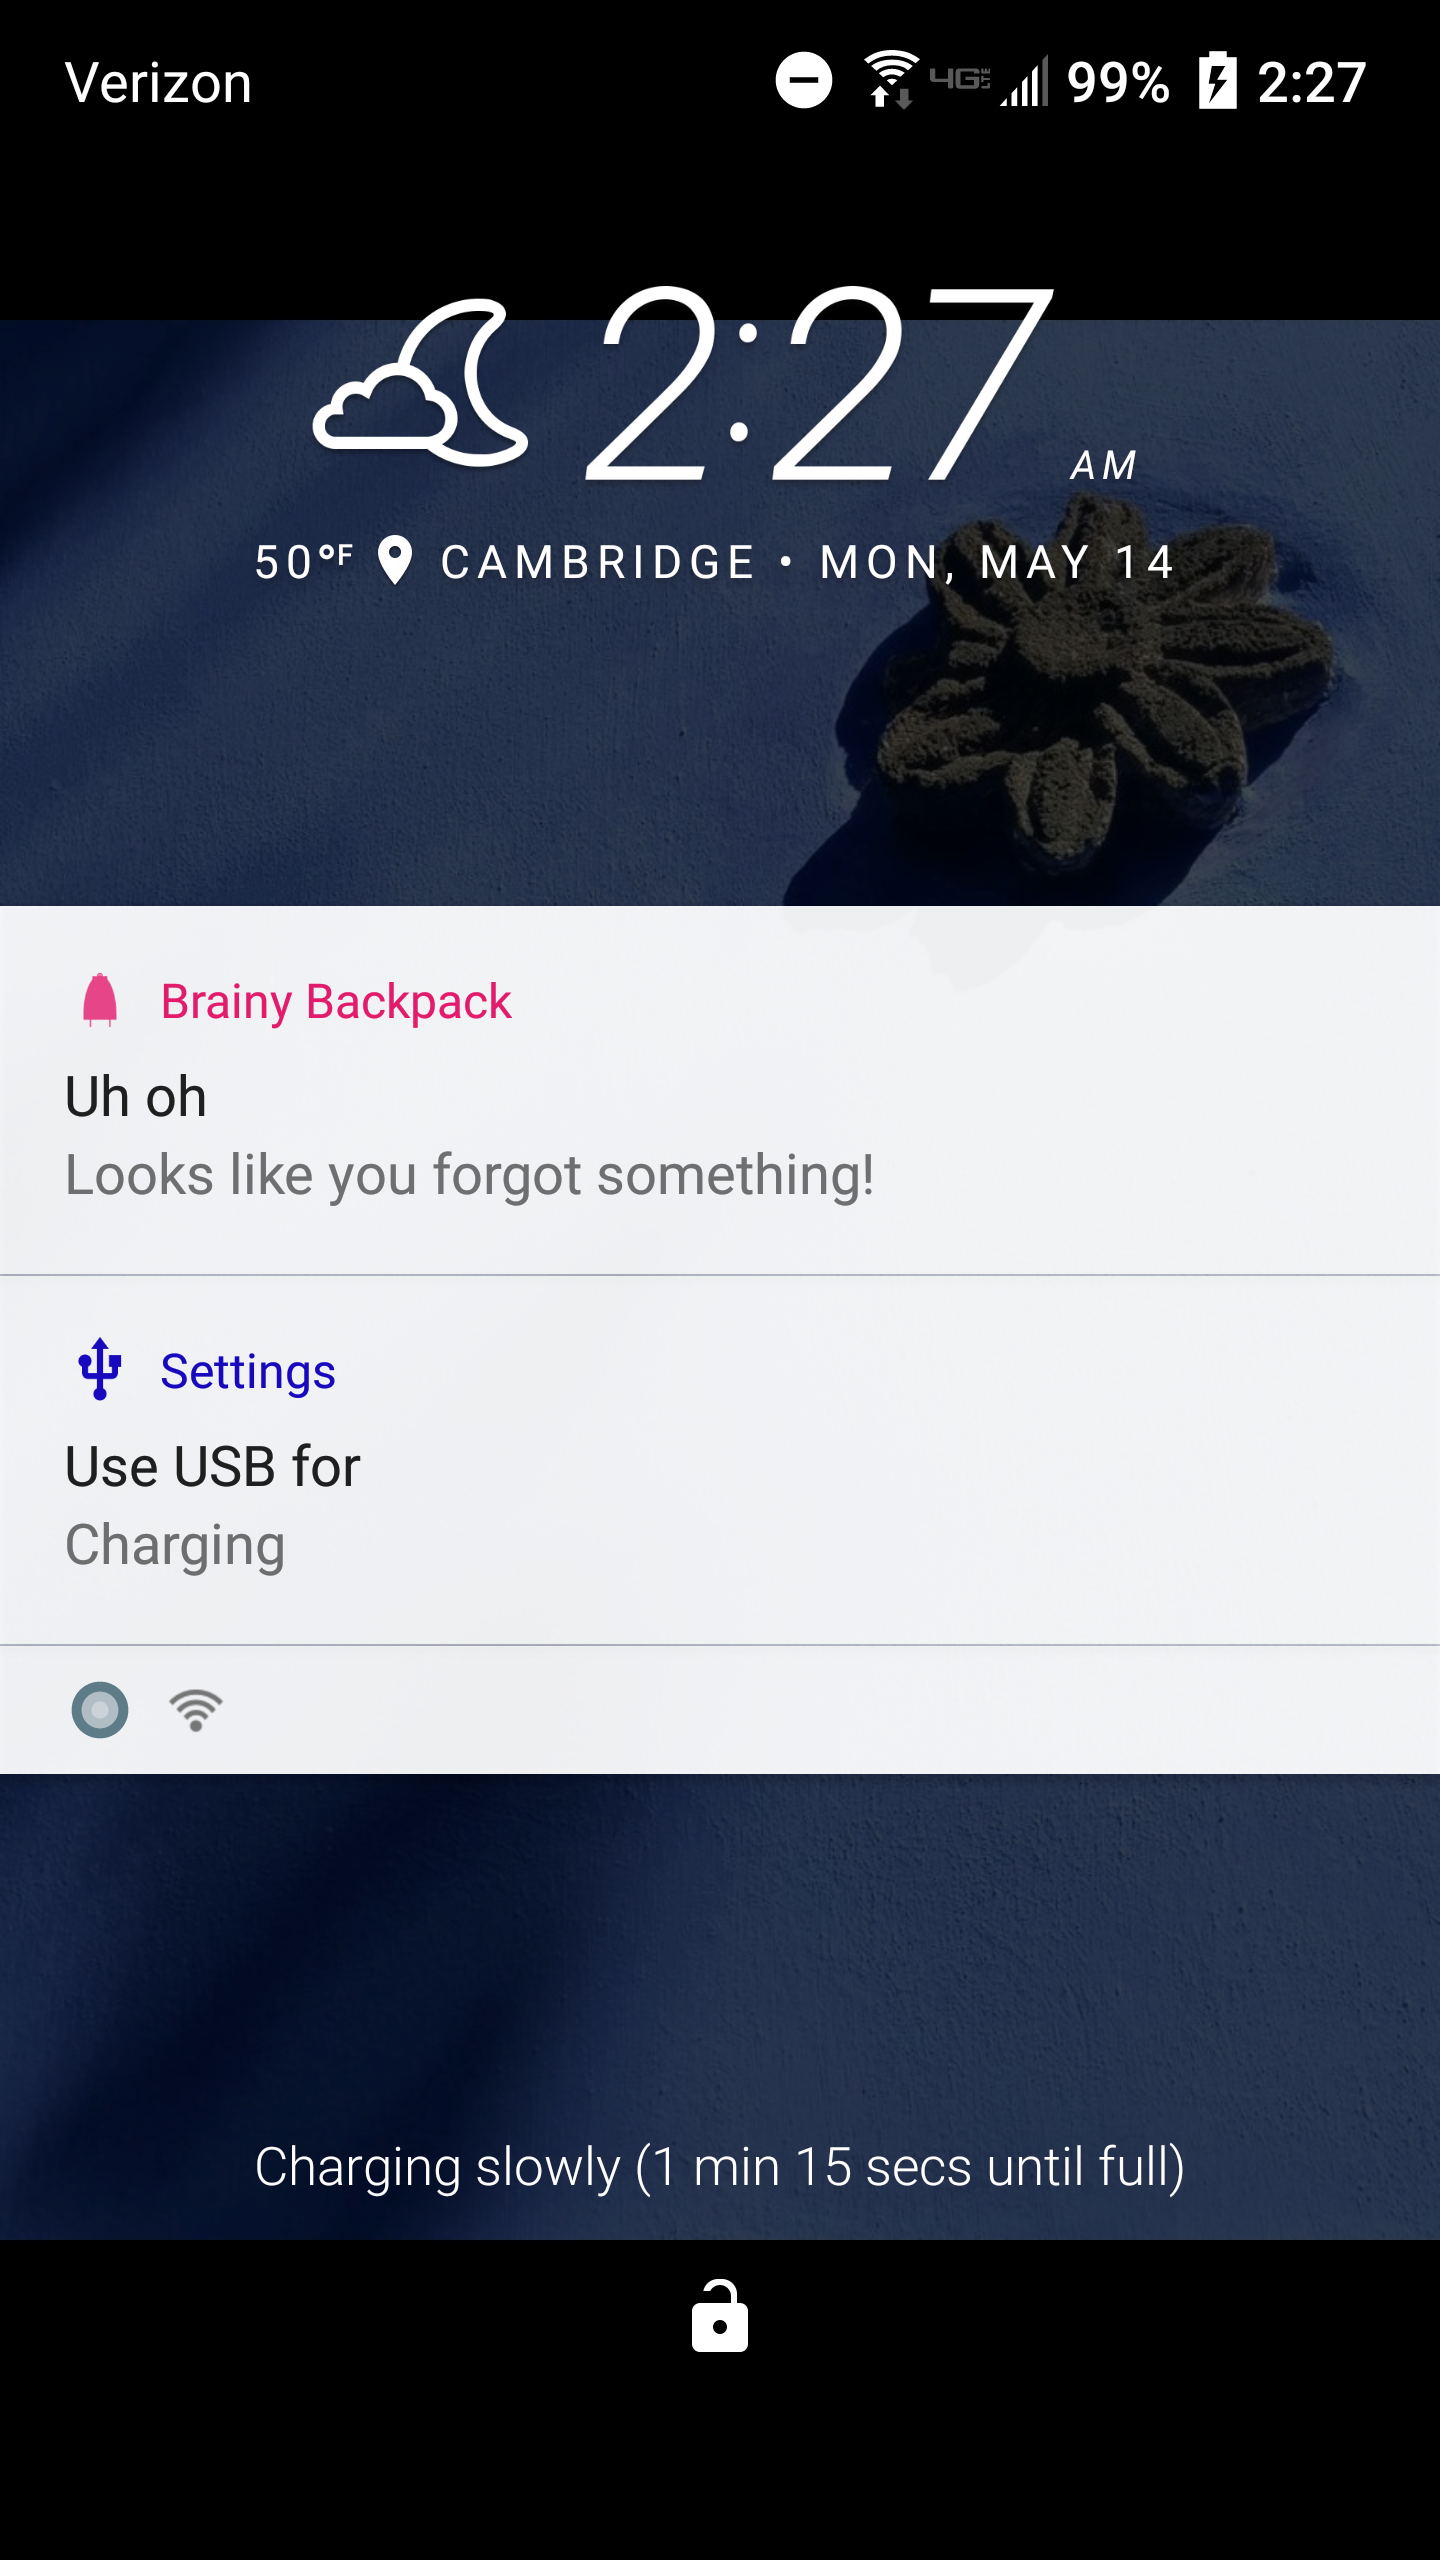 Verizon 4G LTE 99% 2:27
2:27 AM
50°F CAMBRIDGE • MON, MAY 14
Brainy Backpack
Uh oh
Looks like you forgot something!
Settings
Use USB for
Charging
Charging slowly (1 min 15 secs until full)